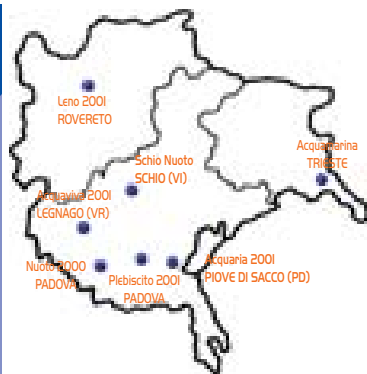 Leno 2001
ROVERETO
Schio Nuoto
SCHIO (VI)
Acquamarina
TRIESTE
Acquaviva 2001
LEGNAGO (VR)
Nuoto 2000
PADOVA
Plebiscito 2001
PADOVA
Acquaria 2001
PIOVE DI SACCO (PD)